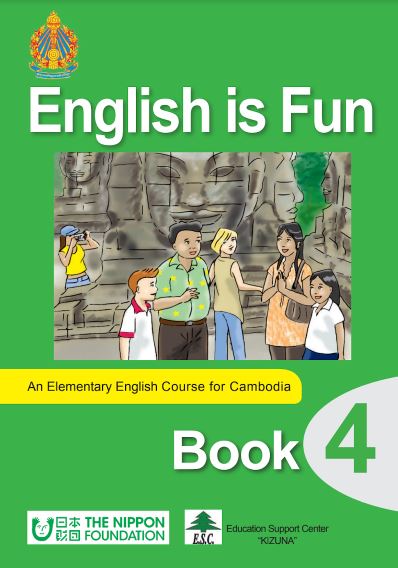 English is Fun
An Elementary English Course for Cambodia
Book 4
日本
財団
THE NIPPON
FOUNDATION
E.S.C.
Education Support Center
"KIZUNA"